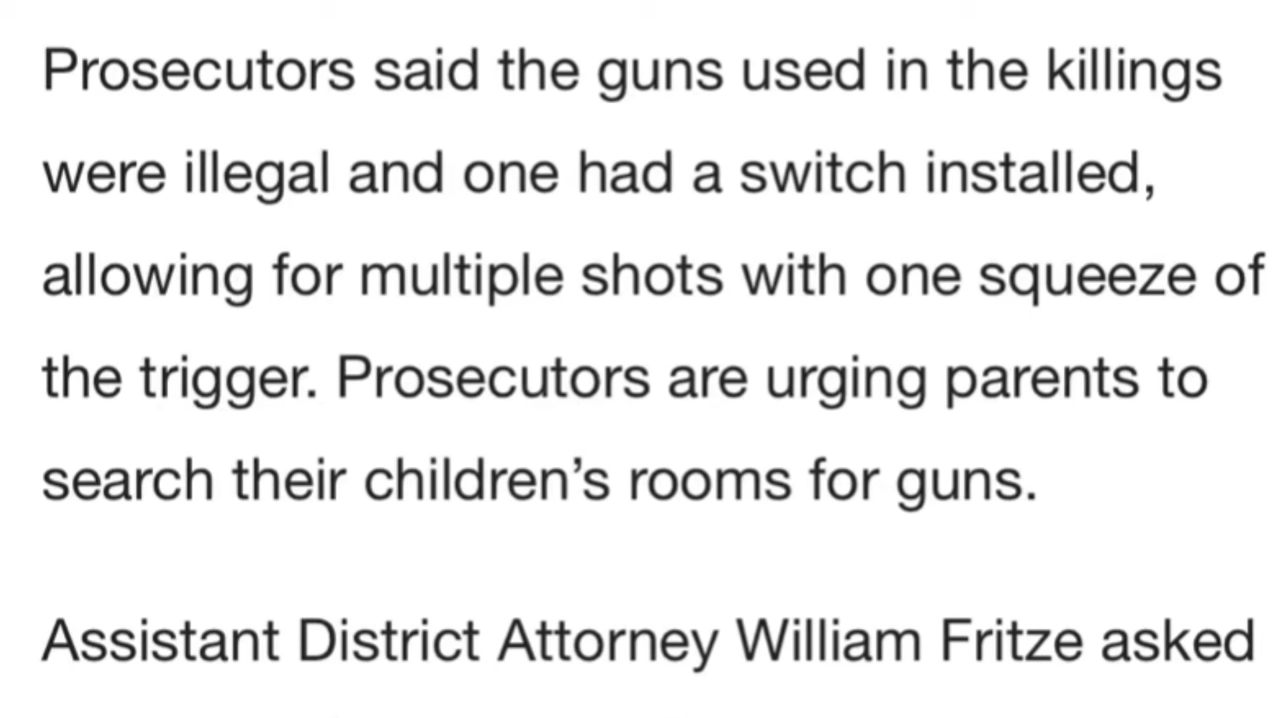 Prosecutors said the guns used in the killings
were illegal and one had a switch installed,
allowing for multiple shots with one squeeze of
the trigger. Prosecutors are urging parents to
search their children’s rooms for guns.
Assistant District Attorney William Fritze asked